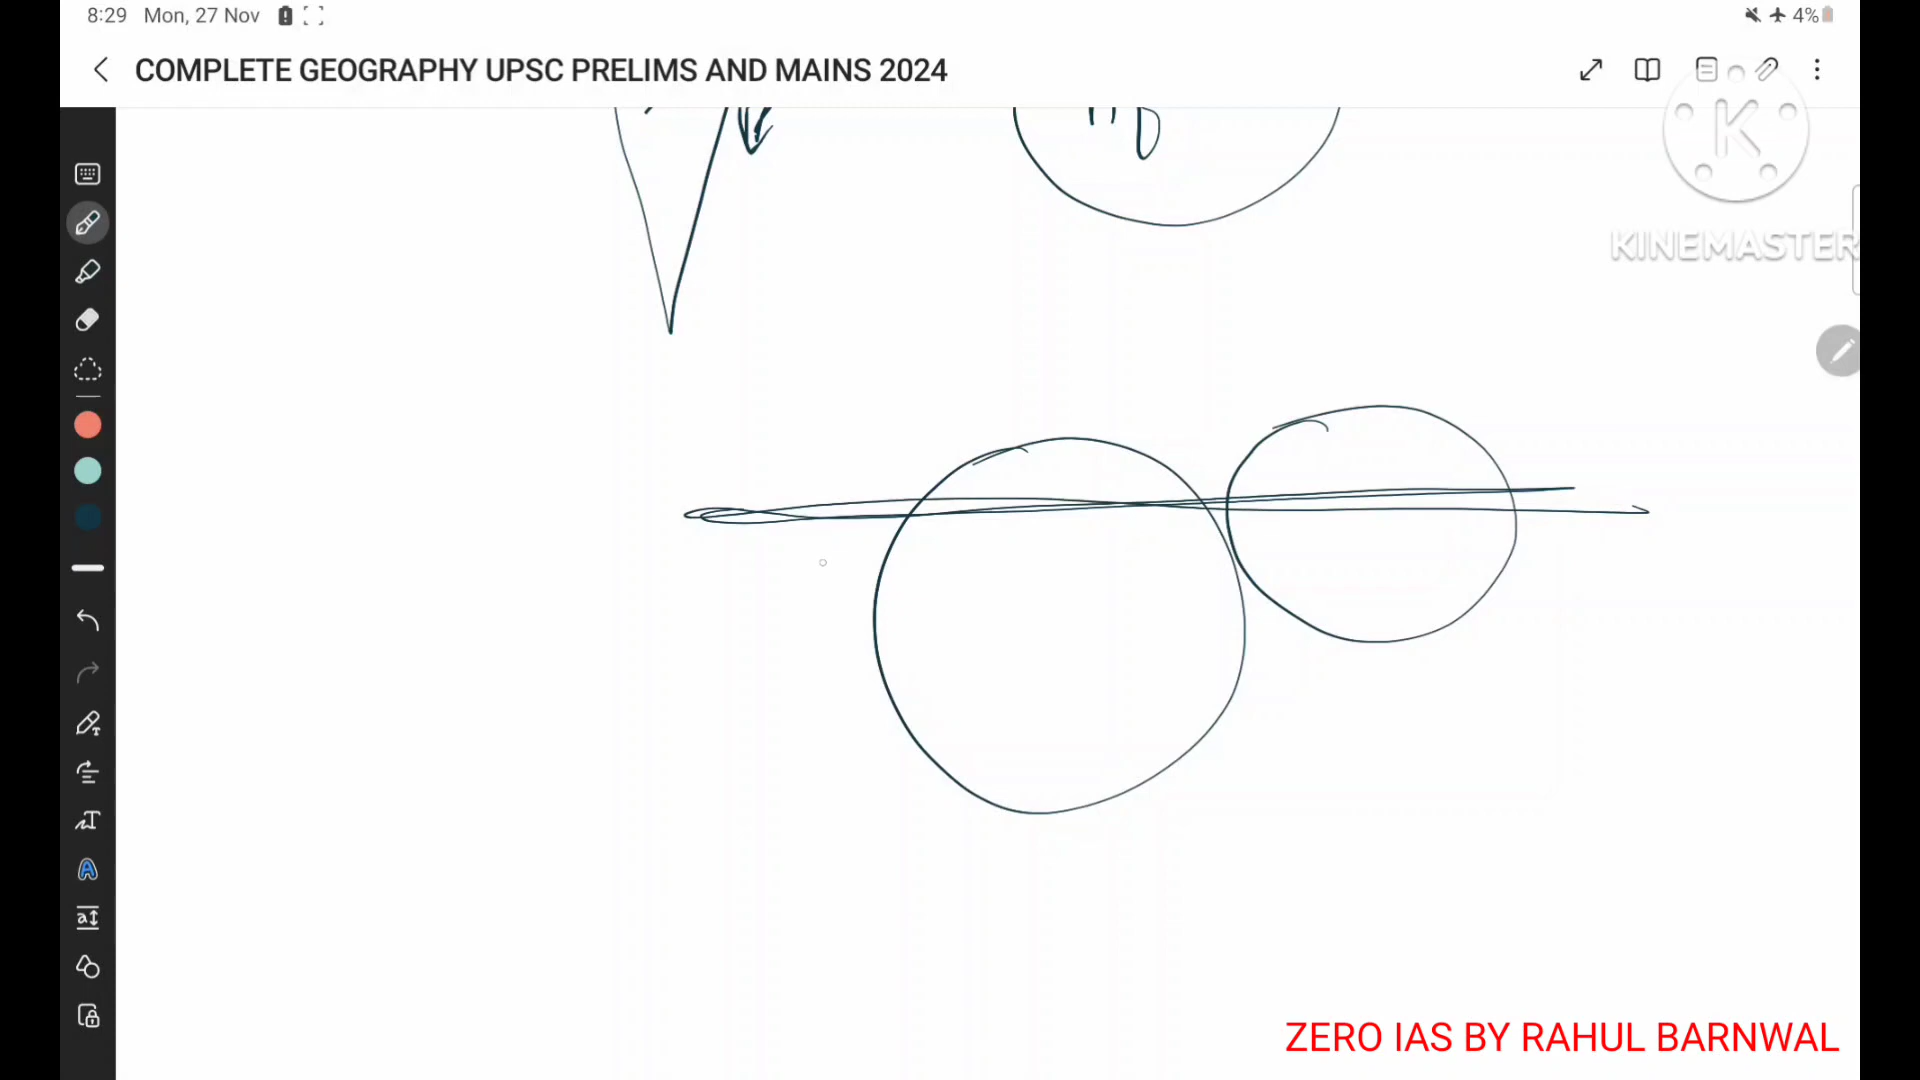 8:29 Mon, 27 Nov 4%
COMPLETE GEOGRAPHY UPSC PRELIMS AND MAINS 2024
K
KINEMASTER
ZERO IAS BY RAHUL BARNWAL